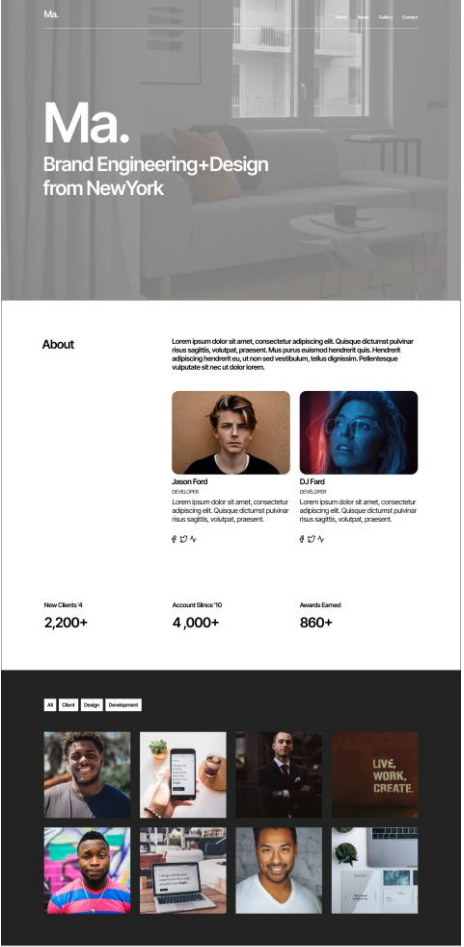 Ma.
Home About Gallery Contact
Ma.
Brand Engineering+Design
from NewYork
About
Lorem ipsum dolor sit amet, consectetur adipiscing elit. Quisque dictumst pulvinar
risus sagittis, volutpat, praesent. Mus purus euismod hendrerit quis. Hendrerit
adipiscing hendrerit eu, ut non sed vestibulum, tellus dignissim. Pellentesque
vulputate sit nec ut dolor lorem.
Jason Ford
DEVELOPER
Lorem ipsum dolor sit amet, consectetur
adipiscing elit. Quisque dictumst pulvinar
risus sagittis, volutpat, praesent.
DJ Fard
DEVELOPER
Lorem ipsum dolor sit amet, consectetur
adipiscing elit. Quisque dictumst pulvinar
risus sagittis, volutpat, praesent.
New Clients '4
2,200+
Account Slince '10
4 ,000+
Awards Earned
860+
All Client Design Development
LIVE,
WORK,
CREATE.